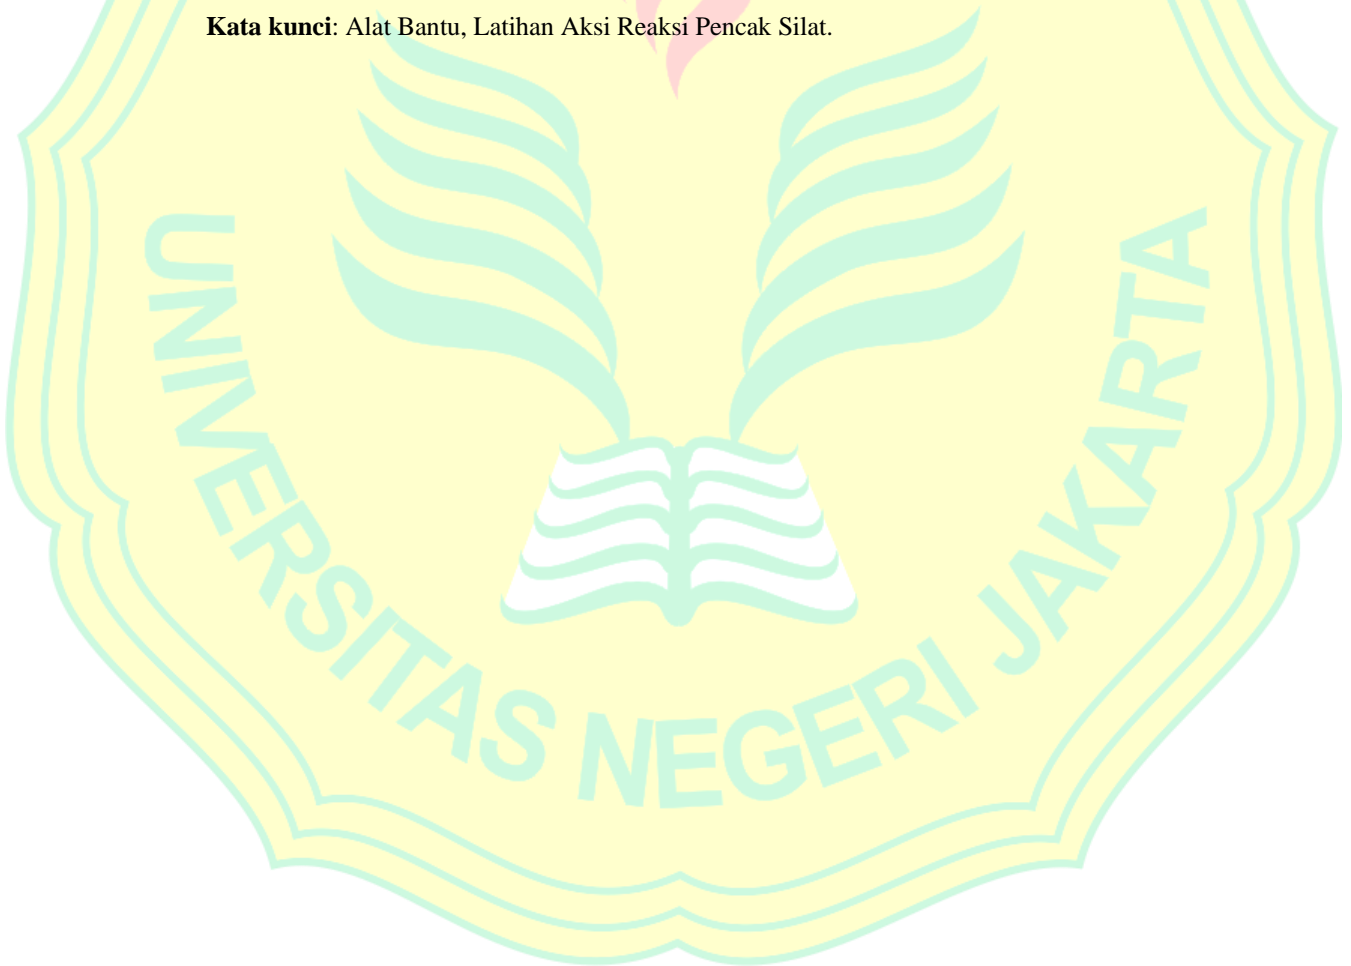 Kata kunci: Alat Bantu, Latihan Aksi Reaksi Pencak Silat.
UNIVERSITAS NEGERI JAKARTA